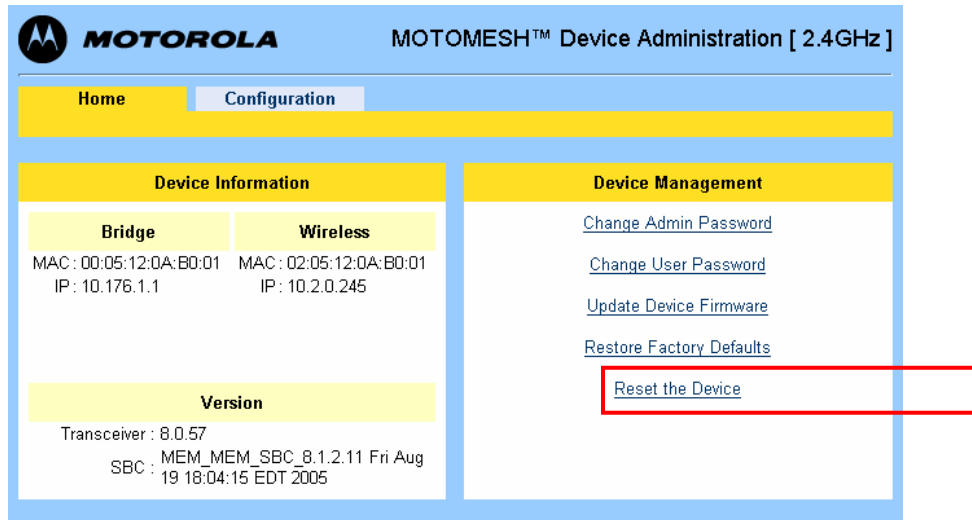 MOTOROLA
MOTOMESH™ Device Administration [ 2.4GHz ]
Home
Configuration
Device Information
Bridge
Wireless
MAC : 00:05:12:0A:B0:01
MAC : 02:05:12:0A:B0:01
IP : 10.176.1.1
IP : 10.2.0.245
Version
Transceiver : 8.0.57
SBC : MEM_MEM_SBC_8.1.2.11 Fri Aug
19 18:04:15 EDT 2005
Device Management
Change Admin Password
Change User Password
Update Device Firmware
Restore Factory Defaults
Reset the Device